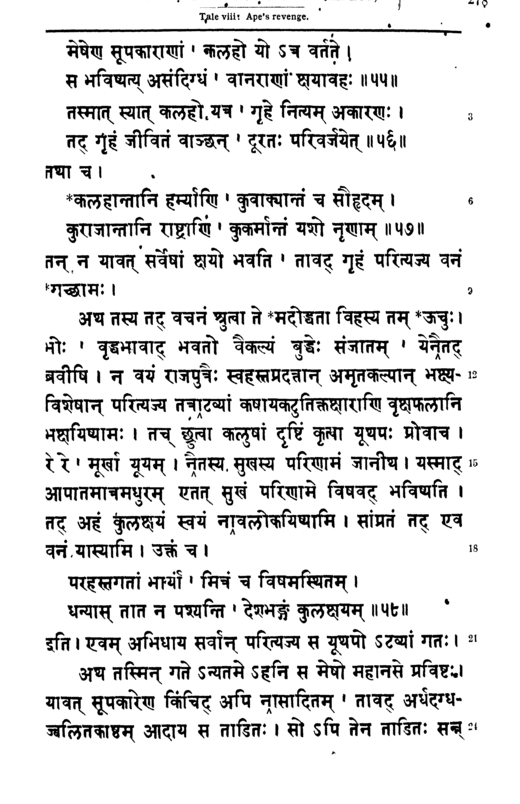 Tale viii: Ape's revenge.
मेषेण सूपकाराणां ' कलहो यो ऽत्र वर्तते ।
स भविष्यत्य् असंदिग्धं ' वानराणां क्षयावहः ॥५५॥
तस्मात् स्यात् कलहो यत्र ' गृहे नित्यम् अकारणः । 3
तद् गृहं जीवितं वाञ्छन् ' दूरतः परिवर्जयेत् ॥५६॥
तथा च ।
*कलहान्तानि हर्म्याणि ' कुवाक्यान्तं च सौहृदम् । 6
कुराजान्तानि राष्ट्राणि ' कुकर्मान्तं यशो नृणाम् ॥५७॥
तन् न यावत् सर्वेषां क्षयो भवति ' तावद् गृहं परित्यज्य वनं
*गच्छामः । 9
अथ तस्य तद् वचनं श्रुत्वा ते *मदोद्धता विहस्य तम् *ऊचुः।
भोः ' वृद्धभावाद् भवतो वैकल्यं बुद्धेः संजातम् ' येनैतद्
ब्रवीषि । न वयं राजपुत्रैः स्वहस्तप्रदत्तान् अमृतकल्पान् भक्ष्य- 12
विशेषान् परित्यज्य तत्राटव्यां कषायकटुतिक्तक्षाराणि वृक्षफलानि
भक्षयिष्यामः । तच् छ्रुत्वा कलुषां दृष्टिं कृत्वा यूथपः प्रोवाच ।
रे रे ' मूर्खा यूयम् । नैतस्य सुखस्य परिणामं जानीथ । यस्माद् 15
आपातमात्रमधुरम् एतत् सुखं परिणामे विषवद् भविष्यति ।
तद् अहं कुलक्षयं स्वयं नावलोकयिष्यामि । सांप्रतं तद् एव
वनं यास्यामि । उक्तं च । 18
परहस्तगतां भार्यां ' मित्रं च विषमस्थितम् ।
धन्यास् तात न पश्यन्ति ' देशभङ्गं कुलक्षयम् ॥५८॥
इति । एवम् अभिधाय सर्वान् परित्यज्य स यूथपो ऽटव्यां गतः । 21
अथ तस्मिन् गते ऽन्यतमे ऽहनि स मेषो महानसे प्रविष्टः ।
यावत् सूपकारेण किंचिद् अपि नासादितम् ' तावद् अर्धदग्ध-
ज्वलितकाष्ठम् आदाय स ताडितः । सो ऽपि तेन ताडितः सन्न् 24